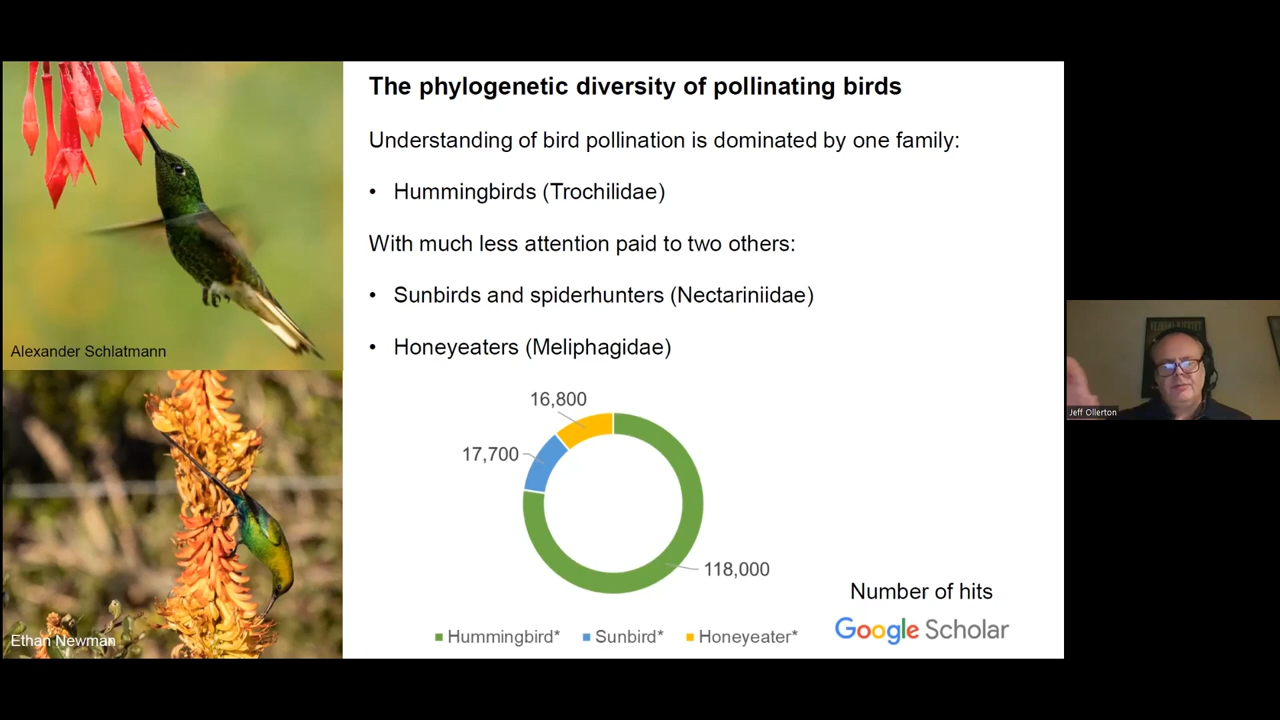 The phylogenetic diversity of pollinating birds
Understanding of bird pollination is dominated by one family:
• Hummingbirds (Trochilidae)
With much less attention paid to two others:
• Sunbirds and spiderhunters (Nectariniidae)
• Honeyeaters (Meliphagidae)
Alexander Schlatmann
Ethan Newman
16,800
17,700
118,000
Hummingbird* Sunbird* Honeyeater*
Number of hits
Google Scholar
Jeff Ollerton